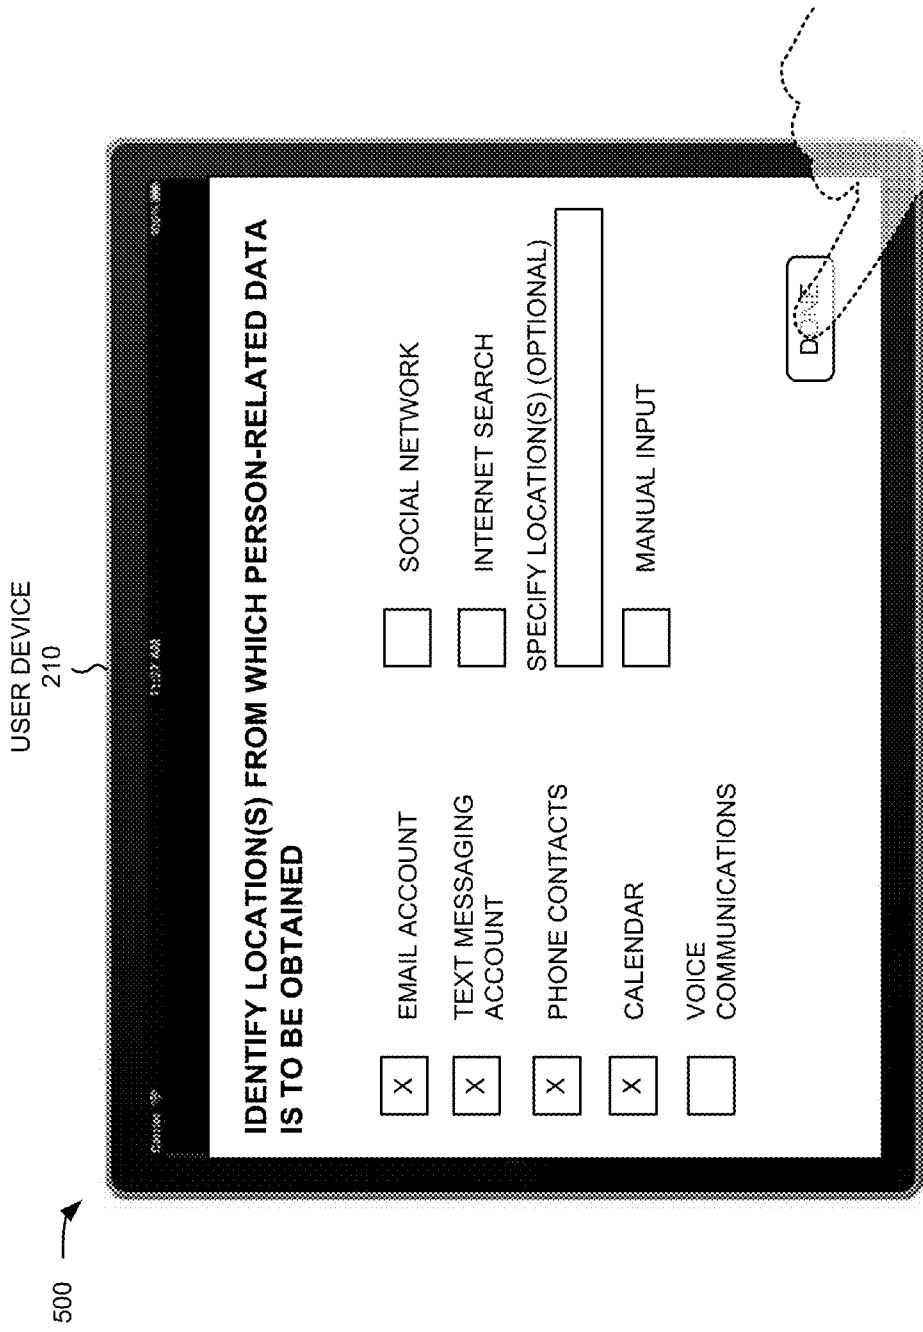 500
USER DEVICE
210
IDENTIFY LOCATION(S) FROM WHICH PERSON-RELATED DATA
IS TO BE OBTAINED
X
EMAIL ACCOUNT
X
TEXT MESSAGING
ACCOUNT
X
PHONE CONTACTS
X
CALENDAR
VOICE
COMMUNICATIONS
SOCIAL NETWORK
INTERNET SEARCH
SPECIFY LOCATION(S) (OPTIONAL)
MANUAL INPUT
DONE